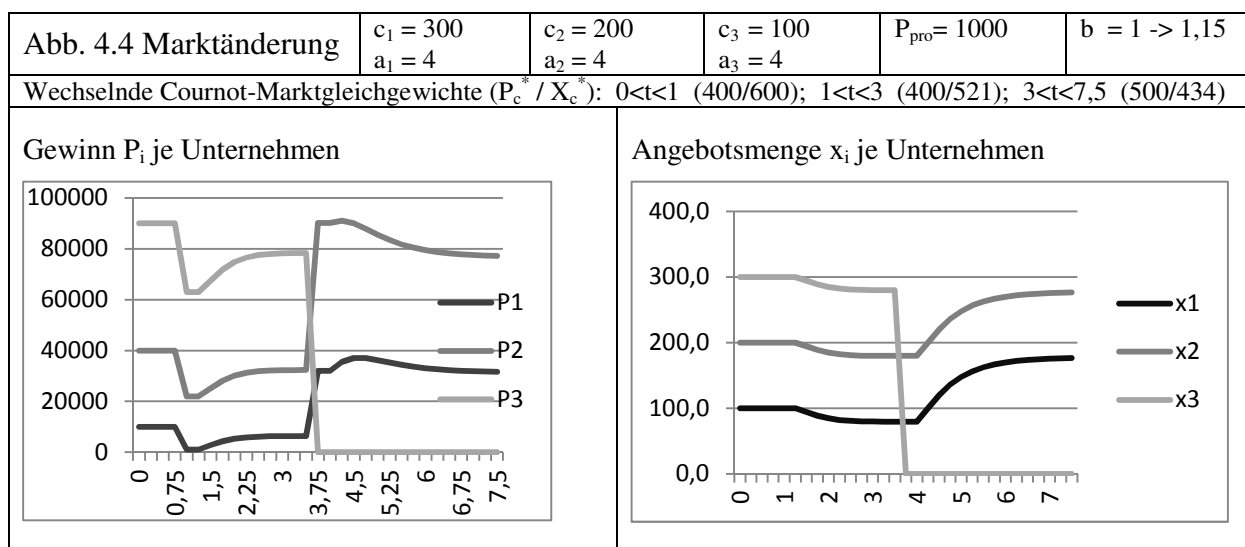 Abb. 4.4 Marktänderung
c₁ = 300
a₁ = 4
c₂ = 200
a₂ = 4
c₃ = 100
a₃ = 4
Pₚᵣₒ= 1000
b = 1 -> 1,15
Wechselnde Cournot-Marktgleichgewichte (P_c^* / X_c^*): 0<t<1 (400/600); 1<t<3 (400/521); 3<t<7,5 (500/434)
Gewinn Pᵢ je Unternehmen
100000
80000
60000
40000
20000
0
P1
P2
P3
0
0,75
1,5
2,25
3
3,75
4,5
5,25
6
6,75
7,5
Angebotsmenge xᵢ je Unternehmen
400,0
300,0
200,0
100,0
0,0
x1
x2
x3
0
1
2
3
4
5
6
7